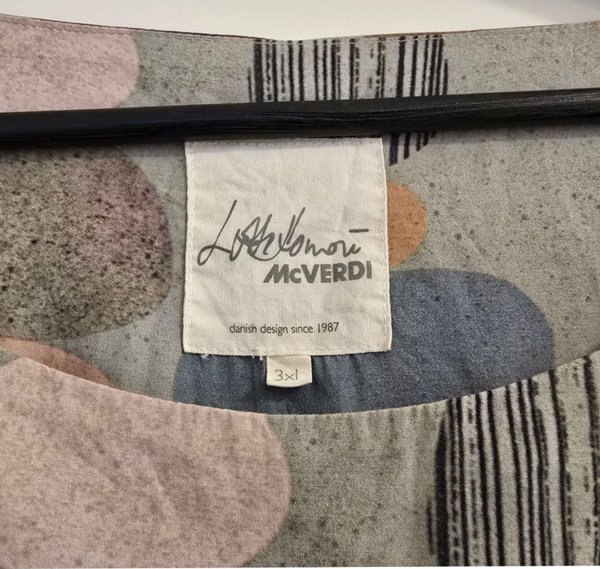 McVERDI
danish design since 1987
3xl